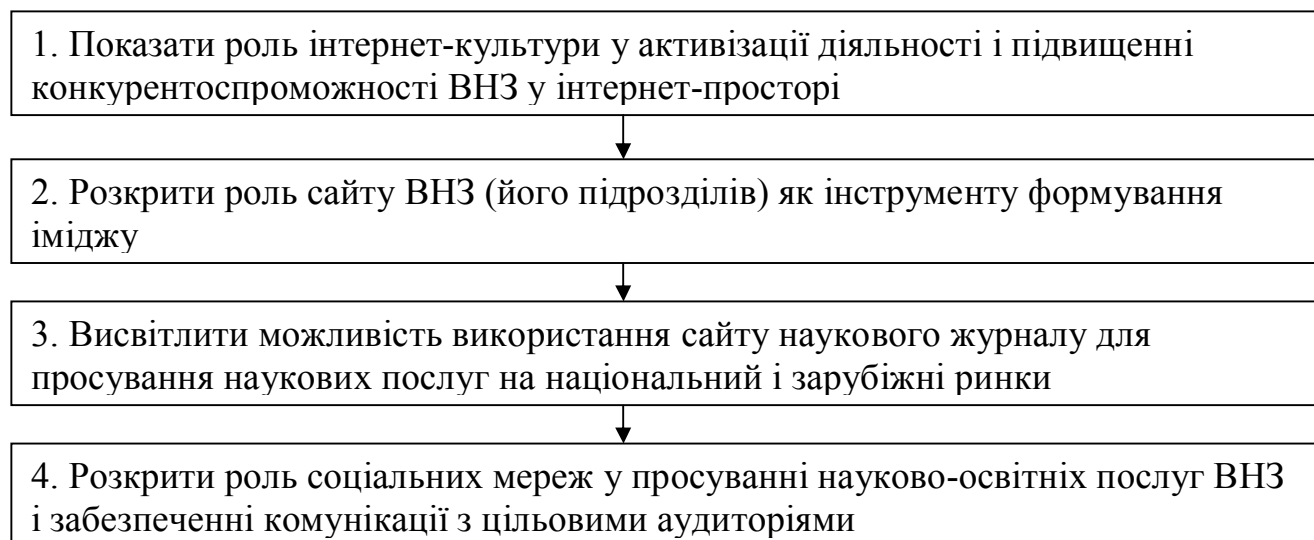 1. Показати роль інтернет-культури у активізації діяльності і підвищенні
конкурентоспроможності ВНЗ у інтернет-просторі
2. Розкрити роль сайту ВНЗ (його підрозділів) як інструменту формування
іміджу
3. Висвітлити можливість використання сайту наукового журналу для
просування наукових послуг на національний і зарубіжні ринки
4. Розкрити роль соціальних мереж у просуванні науково-освітніх послуг ВНЗ
і забезпеченні комунікації з цільовими аудиторіями